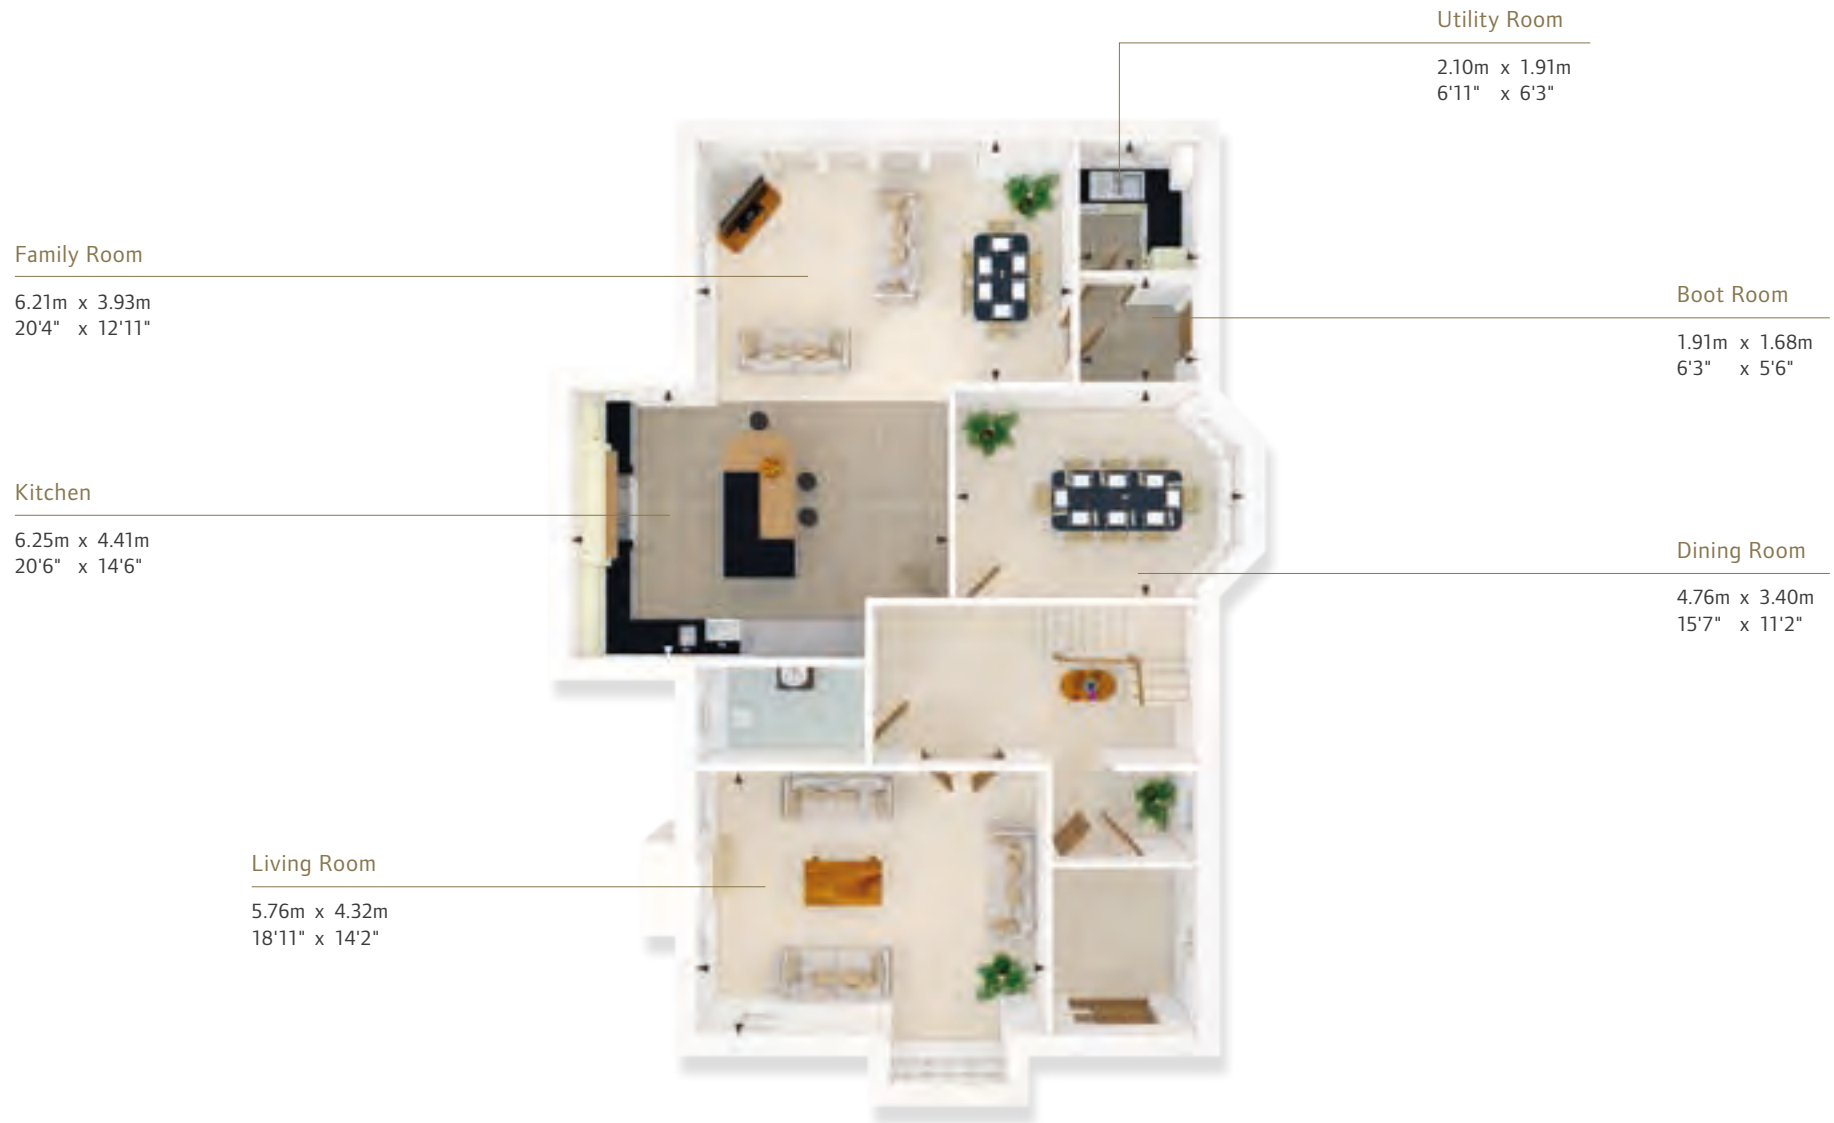 Utility Room
2.10m x 1.91m
6'11" x 6'3"
Family Room
6.21m x 3.93m
20'4" x 12'11"
Boot Room
1.91m x 1.68m
6'3" x 5'6"
Kitchen
6.25m x 4.41m
20'6" x 14'6"
Dining Room
4.76m x 3.40m
15'7" x 11'2"
Living Room
5.76m x 4.32m
18'11" x 14'2"